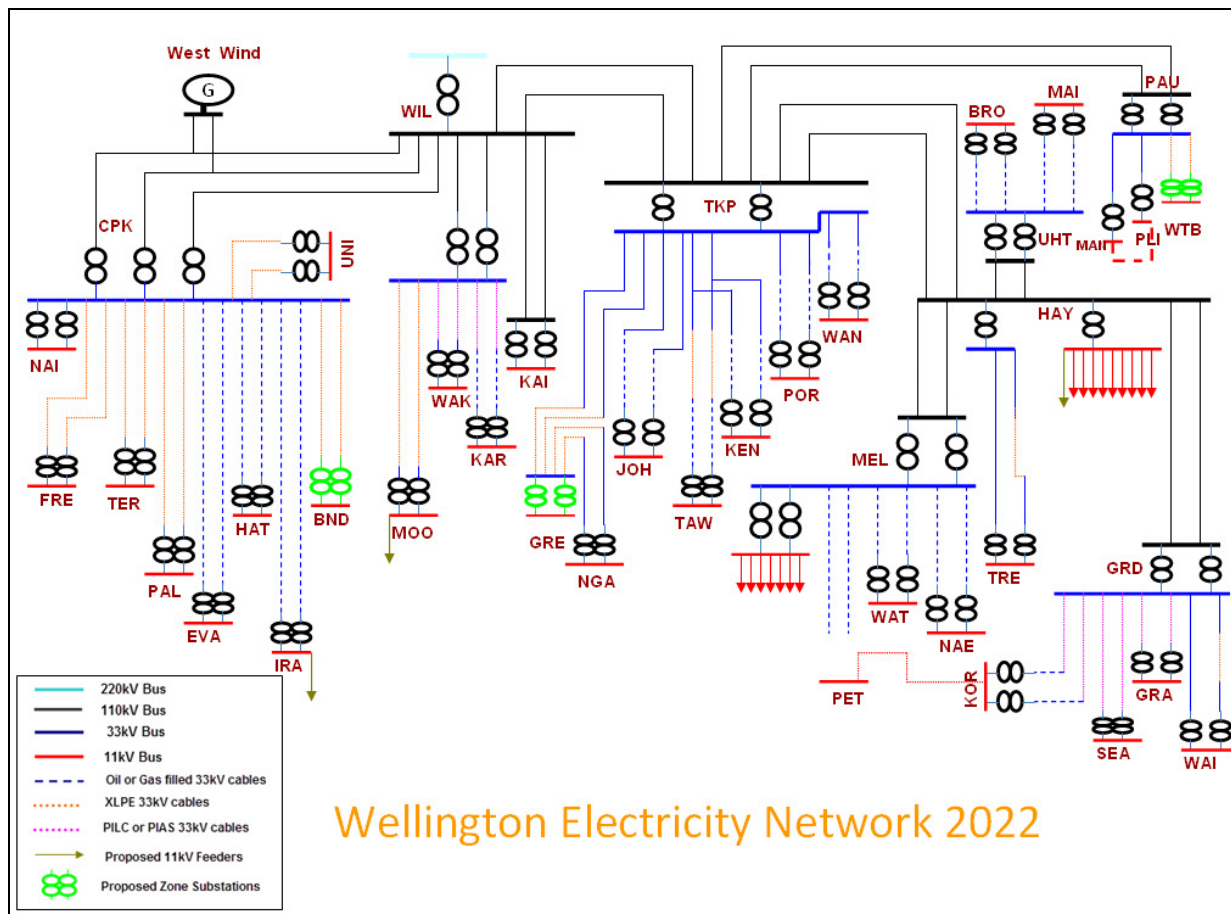 West Wind
G
WIL
PAU
MAI
BRO
CPK
TKP
UHT
MAII
PLI
WTB
UNI
HAY
NAI
WAN
KAI
POR
WAK
KAR
KEN
JOH
MEL
FRE
TER
HAT
BND
MOO
GRE
TAW
NGA
TRE
GRD
PAL
EVA
WAT
NAE
IRA
PET
KOR
GRA
SEA
WAI
220kV Bus
110kV Bus
33kV Bus
11kV Bus
Oil or Gas filled 33kV cables
XLPE 33kV cables
PILC or PIAS 33kV cables
Proposed 11kV Feeders
Proposed Zone Substations
Wellington Electricity Network 2022